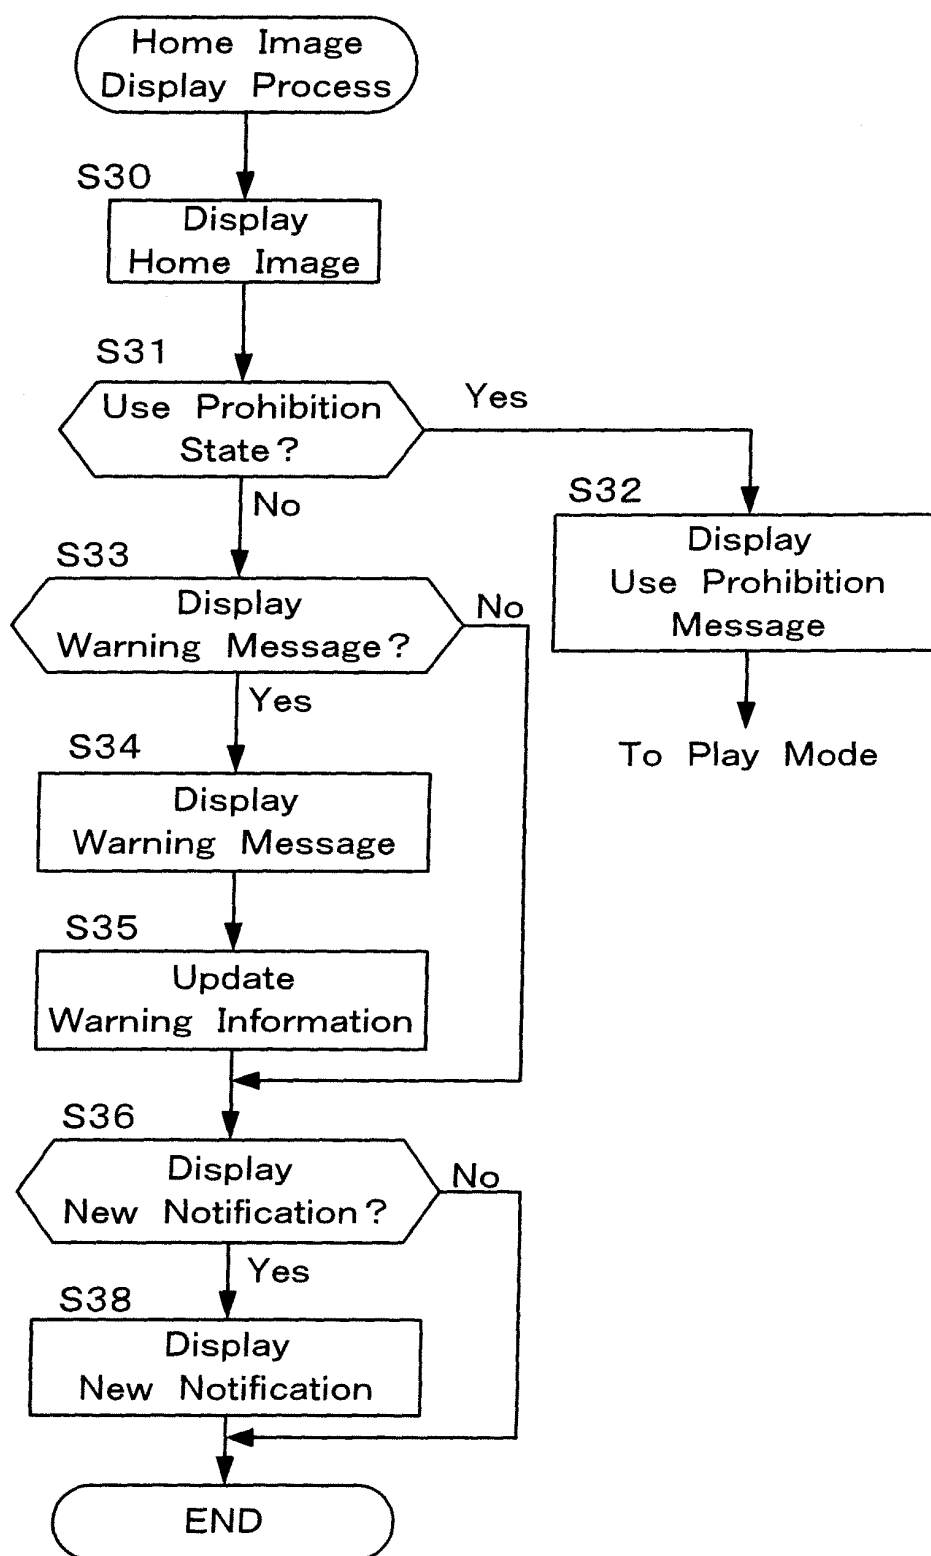 Home Image
Display Process
S30
Display
Home Image
S31
Use Prohibition
State?
Yes
No
S32
Display
Use Prohibition
Message
To Play Mode
S33
Display
Warning Message?
No
Yes
S34
Display
Warning Message
S35
Update
Warning Information
S36
Display
New Notification?
No
Yes
S38
Display
New Notification
END